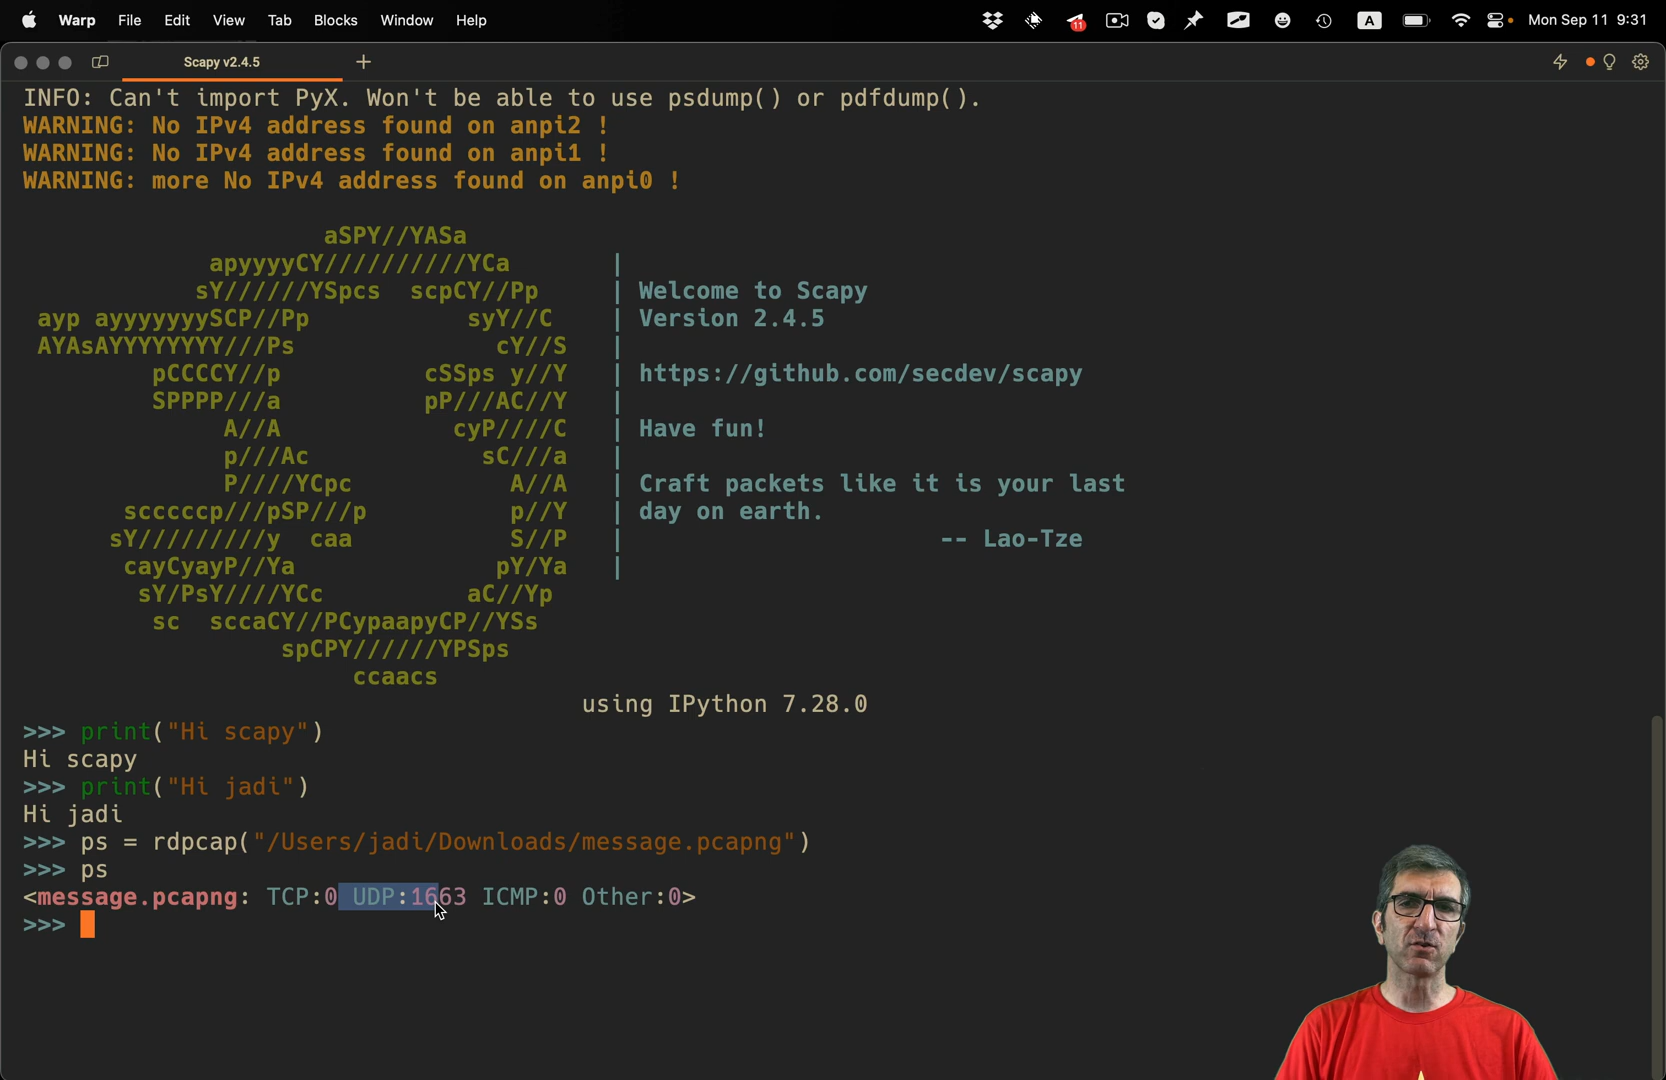 Warp File Edit View Tab Blocks Window Help 11 A Mon Sep 11 9:31
Scapy v2.4.5
INFO: Can't import PyX. Won't be able to use psdump() or pdfdump().
WARNING: No IPv4 address found on anpi2 !
WARNING: No IPv4 address found on anpi1 !
WARNING: more No IPv4 address found on anpi0 !
aSPY//YASa
apyyyyCY//////////YCa |
sY//////YSpcs scpCY//Pp | Welcome to Scapy
ayp ayyyyyyySCP//Pp syY//C | Version 2.4.5
AYAsAYYYYYYYY///Ps cY//S |
pCCCCY//p cSSps y//Y | https://github.com/secdev/scapy
SPPPP///a pP///AC//Y |
A//A cyP////C | Have fun!
p///Ac sC///a |
P////YCpc A//A | Craft packets like it is your last
scccccp///pSP///p p//Y | day on earth.
sY/////////y caa S//P | -- Lao-Tze
cayCyayP//Ya pY/Ya |
sY/PsY////YCc aC//Yp
sc sccaCY//PCypaapyCP//YSs
spCPY//////YPSps
ccaacs
using IPython 7.28.0
>>> print("Hi scapy")
Hi scapy
>>> print("Hi jadi")
Hi jadi
>>> ps = rdpcap("/Users/jadi/Downloads/message.pcapng")
>>> ps
<message.pcapng: TCP:0 UDP:1663 ICMP:0 Other:0>
>>>